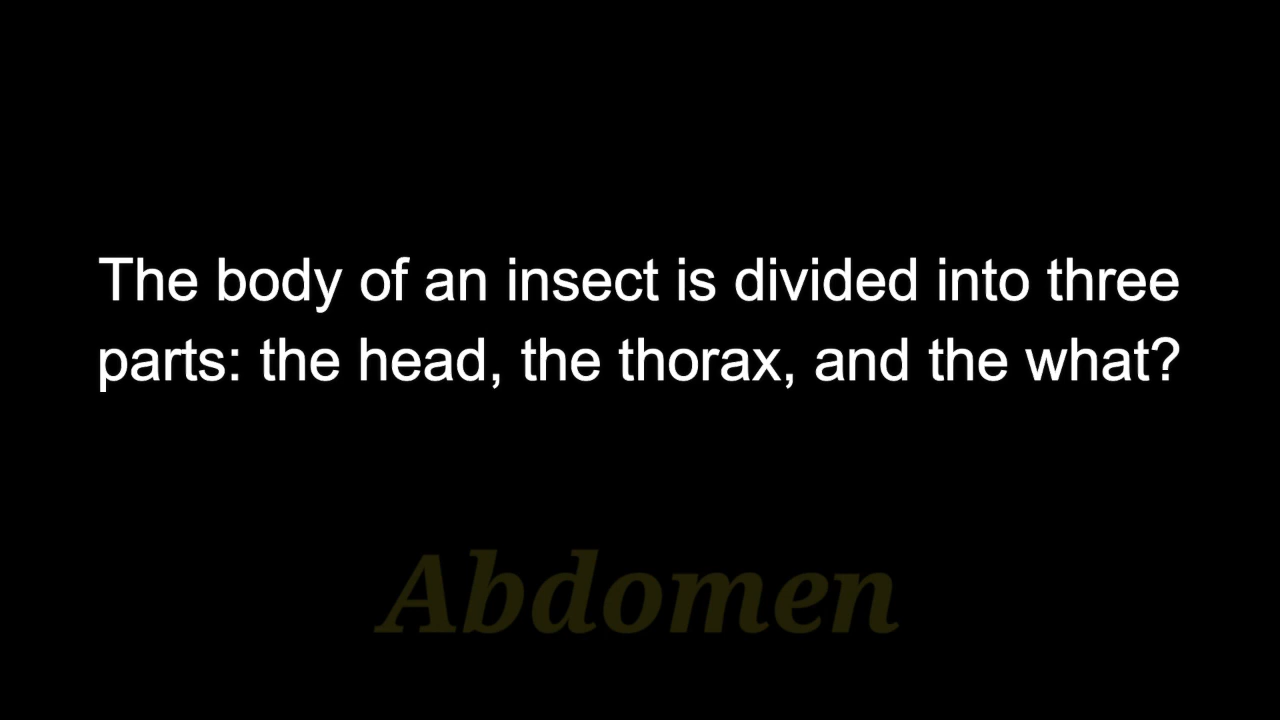 The body of an insect is divided into three
parts: the head, the thorax, and the what?
Abdomen